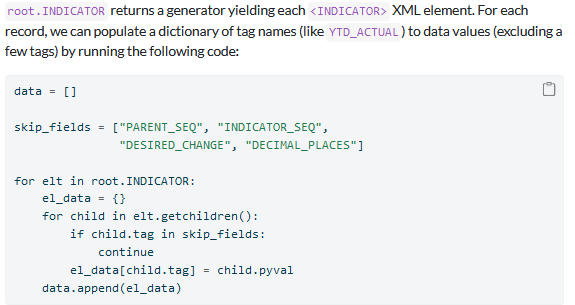 root.INDICATOR returns a generator yielding each <INDICATOR> XML element. For each
record, we can populate a dictionary of tag names (like YTD_ACTUAL) to data values (excluding a
few tags) by running the following code:
data = []
skip_fields = ["PARENT_SEQ", "INDICATOR_SEQ",
               "DESIRED_CHANGE", "DECIMAL_PLACES"]
for elt in root.INDICATOR:
    el_data = {}
    for child in elt.getchildren():
        if child.tag in skip_fields:
            continue
        el_data[child.tag] = child.pyval
    data.append(el_data)